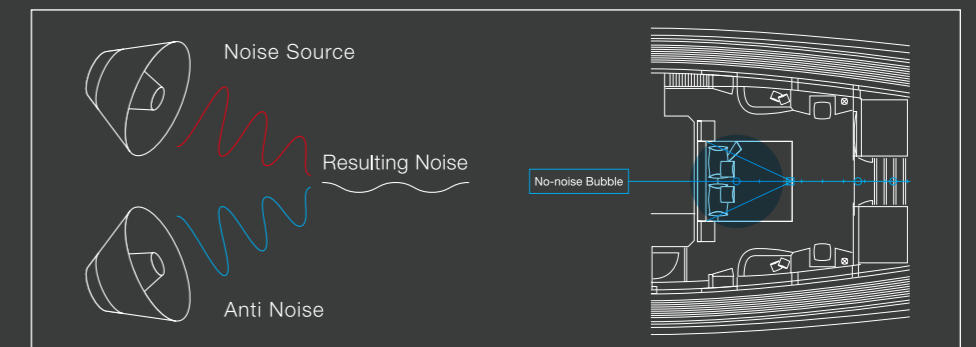 Noise Source
Resulting Noise
No-noise Bubble
Anti Noise